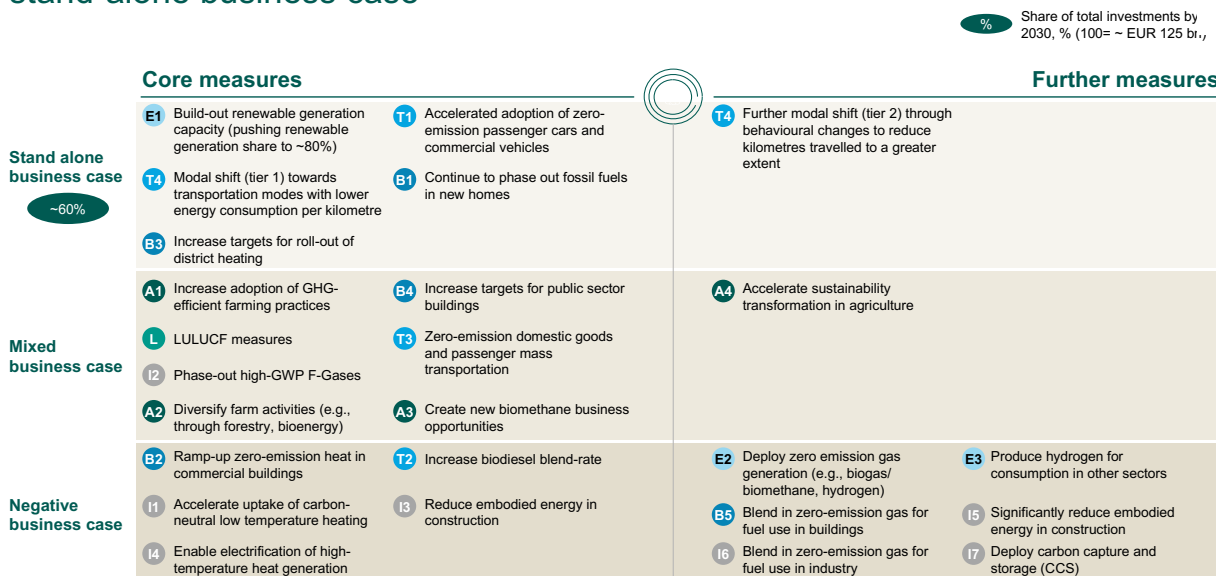 stand-alone business case
%
Share of total investments by
2030, % (100= ~ EUR 125 bn)
Core measures
Further measures
Stand alone
business case
~60%
E1
Build-out renewable generation
capacity (pushing renewable
generation share to ~80%)
T4
Modal shift (tier 1) towards
transportation modes with lower
energy consumption per kilometre
B3
Increase targets for roll-out of
district heating
T1
Accelerated adoption of zero-
emission passenger cars and
commercial vehicles
B1
Continue to phase out fossil fuels
in new homes
T4
Further modal shift (tier 2) through
behavioural changes to reduce
kilometres travelled to a greater
extent
Mixed
business case
A1
Increase adoption of GHG-
efficient farming practices
L
LULUCF measures
I2
Phase-out high-GWP F-Gases
A2
Diversify farm activities (e.g.,
through forestry, bioenergy)
B4
Increase targets for public sector
buildings
T3
Zero-emission domestic goods
and passenger mass
transportation
A3
Create new biomethane business
opportunities
A4
Accelerate sustainability
transformation in agriculture
Negative
business case
B2
Ramp-up zero-emission heat in
commercial buildings
I1
Accelerate uptake of carbon-
neutral low temperature heating
I4
Enable electrification of high-
temperature heat generation
T2
Increase biodiesel blend-rate
I3
Reduce embodied energy in
construction
E2
Deploy zero emission gas
generation (e.g., biogas/
biomethane, hydrogen)
B5
Blend in zero-emission gas for
fuel use in buildings
I6
Blend in zero-emission gas for
fuel use in industry
E3
Produce hydrogen for
consumption in other sectors
I5
Significantly reduce embodied
energy in construction
I7
Deploy carbon capture and
storage (CCS)